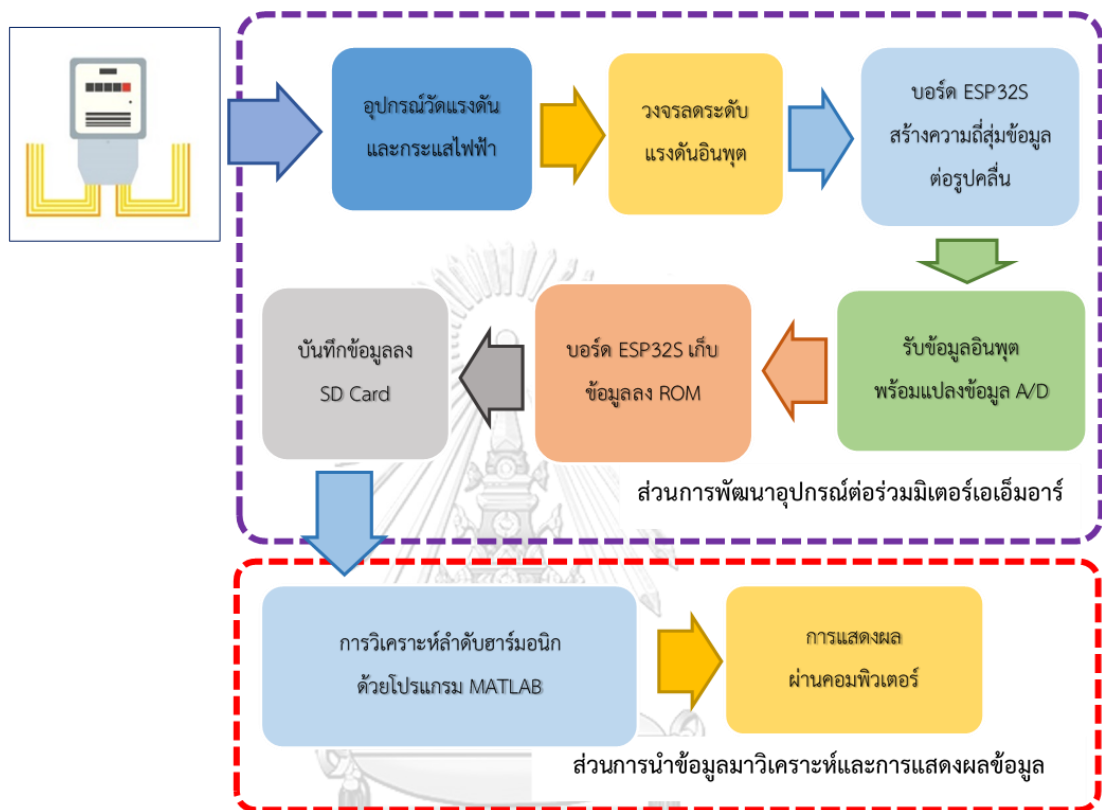 อุปกรณ์วัดแรงดัน
และกระแสไฟฟ้า
วงจรลดระดับ
แรงดันอินพุต
บอร์ด ESP32S
สร้างความถี่สุ่มข้อมูล
ต่อรูปคลื่น
บันทึกข้อมูลลง
SD Card
บอร์ด ESP32S เก็บ
ข้อมูลลง ROM
รับข้อมูลอินพุต
พร้อมแปลงข้อมูล A/D
ส่วนการพัฒนาอุปกรณ์ต่อร่วมมิเตอร์เอเอ็มอาร์
การวิเคราะห์ลำดับฮาร์มอนิก
ด้วยโปรแกรม MATLAB
การแสดงผล
ผ่านคอมพิวเตอร์
ส่วนการนำข้อมูลมาวิเคราะห์และการแสดงผลข้อมูล